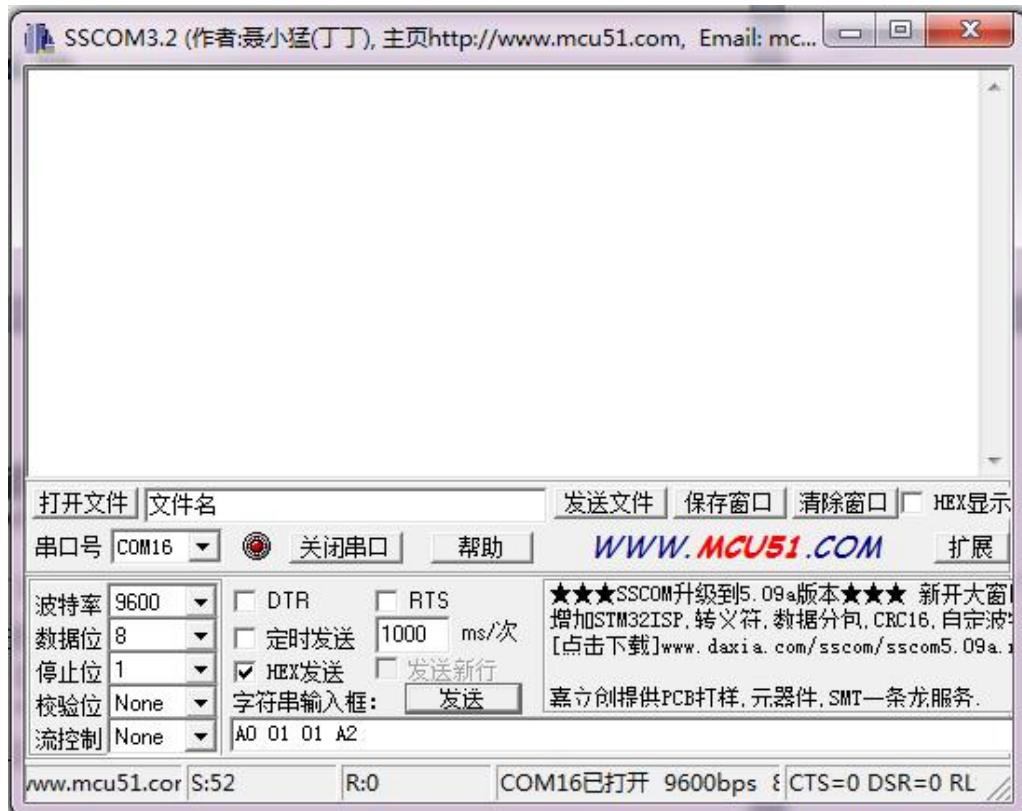 SSCOM3.2 (作者:聂小猛(丁丁), 主页http://www.mcu51.com, Email: mc...
打开文件 文件名 发送文件 保存窗口 清除窗口 HEX显示
串口号 COM16 关闭串口 帮助 WWW.MCU51.COM 扩展
波特率 9600 DTR RTS
数据位 8 定时发送 1000 ms/次
停止位 1 HEX发送 发送新行
校验位 None 字符串输入框: 发送
流控制 None A0 01 01 A2
★★★SSCOM升级到5.09a版本★★★ 新开大窗
增加STM32ISP,转义符,数据分包,CRC16,自定波
[点击下载]www.daxia.com/sscom/sscom5.09a.
嘉立创提供PCB打样,元器件,SMT一条龙服务.
www.mcu51.cor S:52 R:0 COM16已打开 9600bps 8 CTS=0 DSR=0 RL